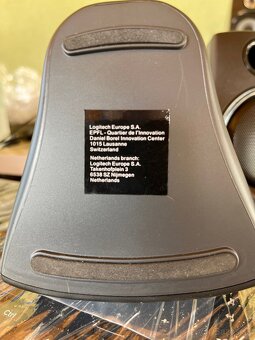 Logitech Europe S.A.
EPFL - Quartier de l'Innovation
Daniel Borel Innovation Center
1015 Lausanne
Switzerland
Netherlands branch:
Logitech Europe S.A.
Takenhofplein 3
6538 SZ Nijmegen
Netherlands